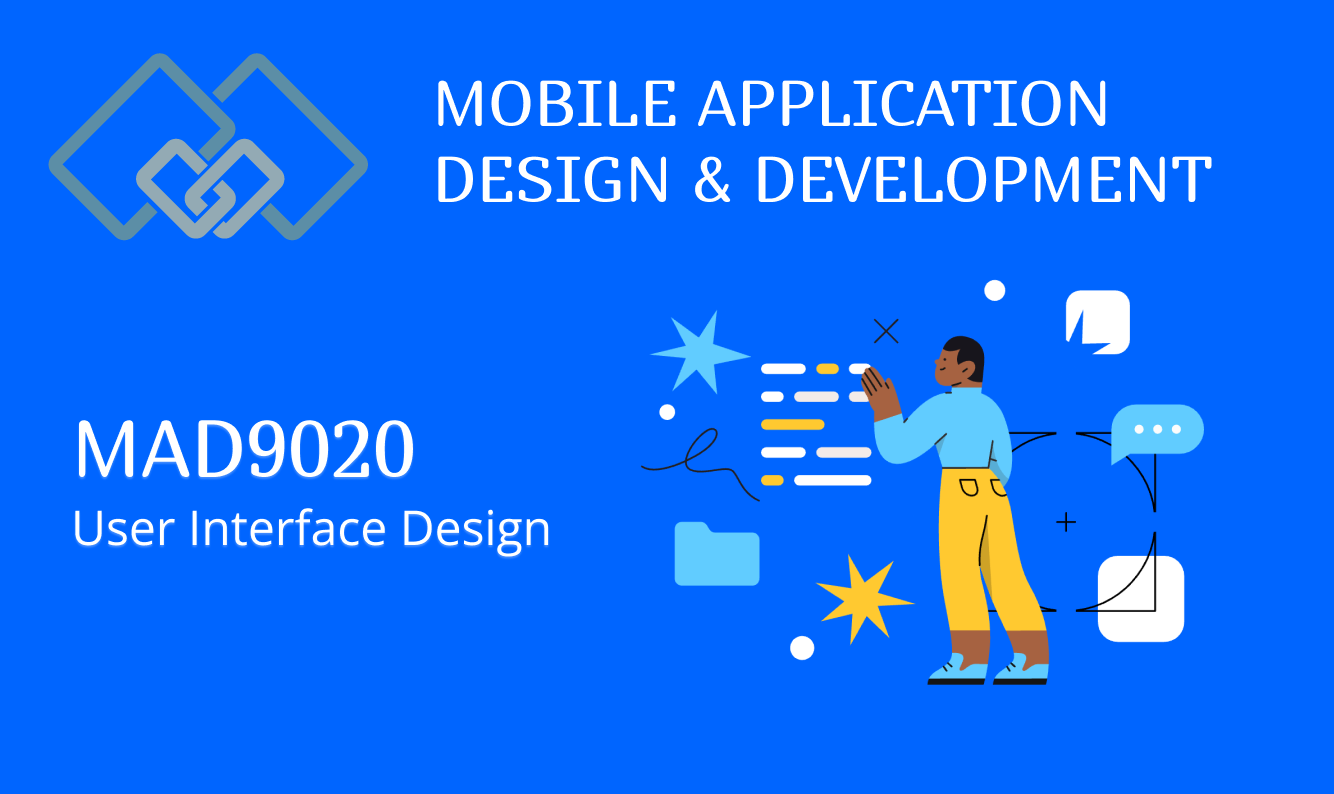 MOBILE APPLICATION
DESIGN & DEVELOPMENT
MAD9020
User Interface Design